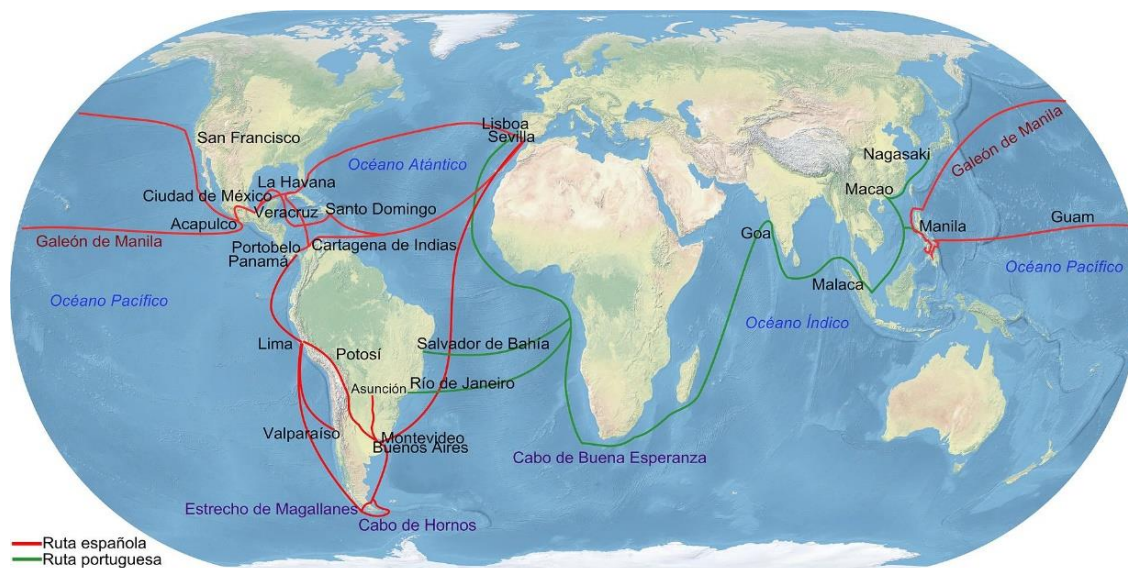 Lisboa
Sevilla
San Francisco
Océano Atántico
Galeón de Manila
Nagasaki
Macao
La Havana
Ciudad de México
Veracruz
Santo Domingo
Acapulco
Galeón de Manila
Portobelo
Panamá
Cartagena de Indias
Goa
Manila
Guam
Océano Pacífico
Océano Pacífico
Malaca
Océano Índico
Lima
Potosí
Salvador de Bahía
Asunción
Río de Janeiro
Valparaíso
Montevideo
Buenos Aires
Cabo de Buena Esperanza
Estrecho de Magallanes
Cabo de Hornos
Ruta española
Ruta portuguesa